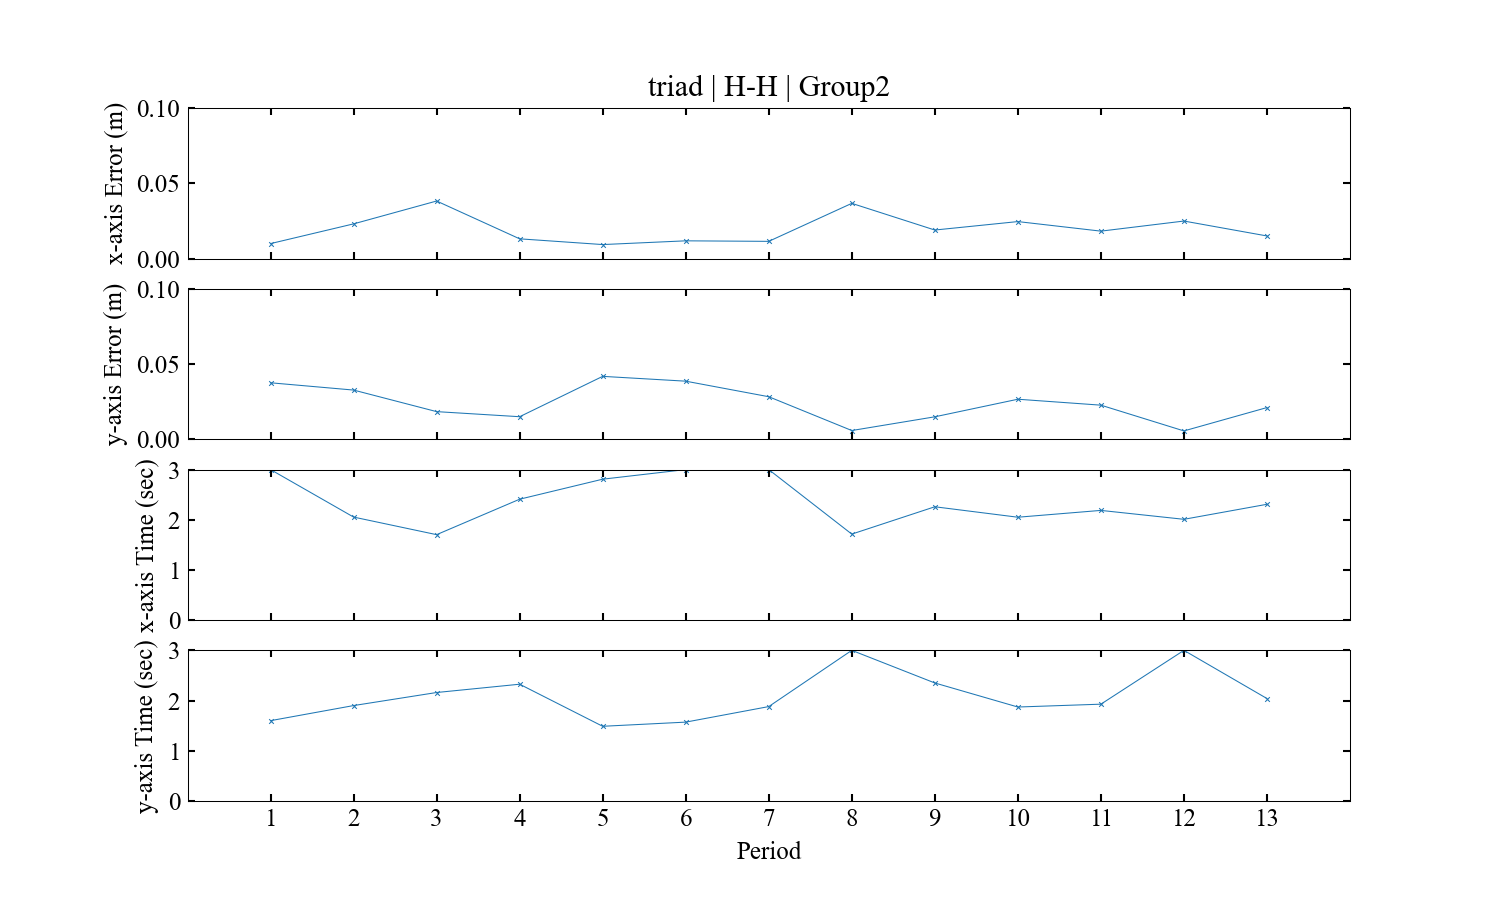 triad | H-H | Group2
0.10
0.05
0.00
x-axis Error (m)
0.10
0.05
0.00
y-axis Error (m)
3
2
1
0
x-axis Time (sec)
3
2
1
0
y-axis Time (sec)
1 2 3 4 5 6 7 8 9 10 11 12 13
Period